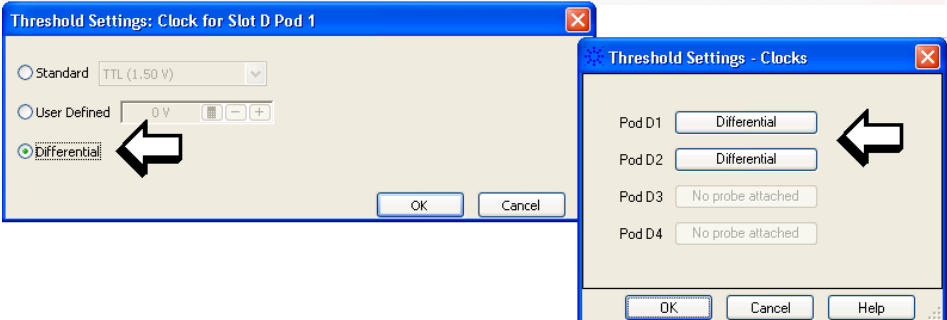 Threshold Settings: Clock for Slot D Pod 1
Standard TTL (1.50 V)
User Defined 0 V
Differential
OK Cancel
Threshold Settings - Clocks
Pod D1 Differential
Pod D2 Differential
Pod D3 No probe attached
Pod D4 No probe attached
OK Cancel Help